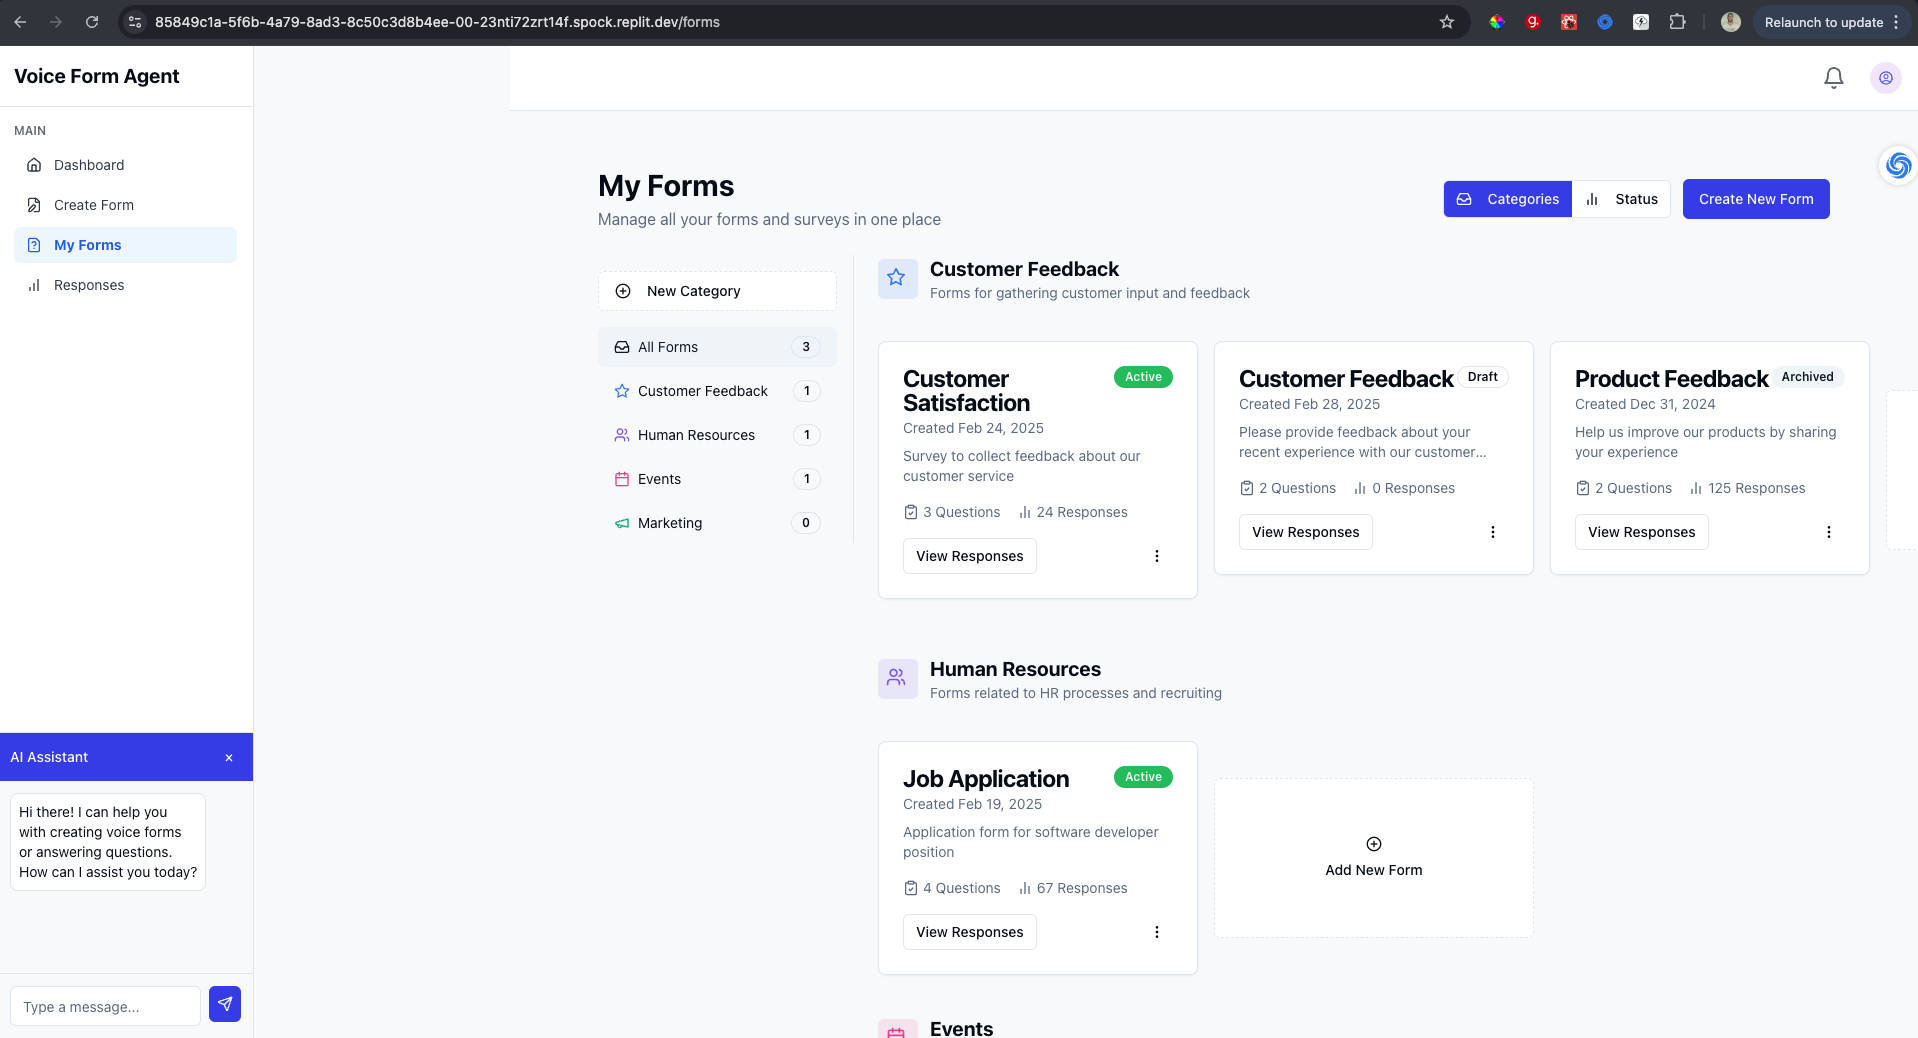 85849c1a-5f6b-4a79-8ad3-8c50c3d8b4ee-00-23nti72zrt14f.spock.replit.dev/forms
Relaunch to update
Voice Form Agent
MAIN
Dashboard
Create Form
My Forms
Responses
AI Assistant
×
Hi there! I can help you
with creating voice forms
or answering questions.
How can I assist you today?
Type a message...
My Forms
Manage all your forms and surveys in one place
Categories
Status
Create New Form
New Category
All Forms 3
Customer Feedback 1
Human Resources 1
Events 1
Marketing 0
Customer Feedback
Forms for gathering customer input and feedback
Customer
Satisfaction
Active
Created Feb 24, 2025
Survey to collect feedback about our
customer service
3 Questions 24 Responses
View Responses
Customer Feedback
Draft
Created Feb 28, 2025
Please provide feedback about your
recent experience with our customer...
2 Questions 0 Responses
View Responses
Product Feedback
Archived
Created Dec 31, 2024
Help us improve our products by sharing
your experience
2 Questions 125 Responses
View Responses
Human Resources
Forms related to HR processes and recruiting
Job Application
Active
Created Feb 19, 2025
Application form for software developer
position
4 Questions 67 Responses
View Responses
Add New Form
Events